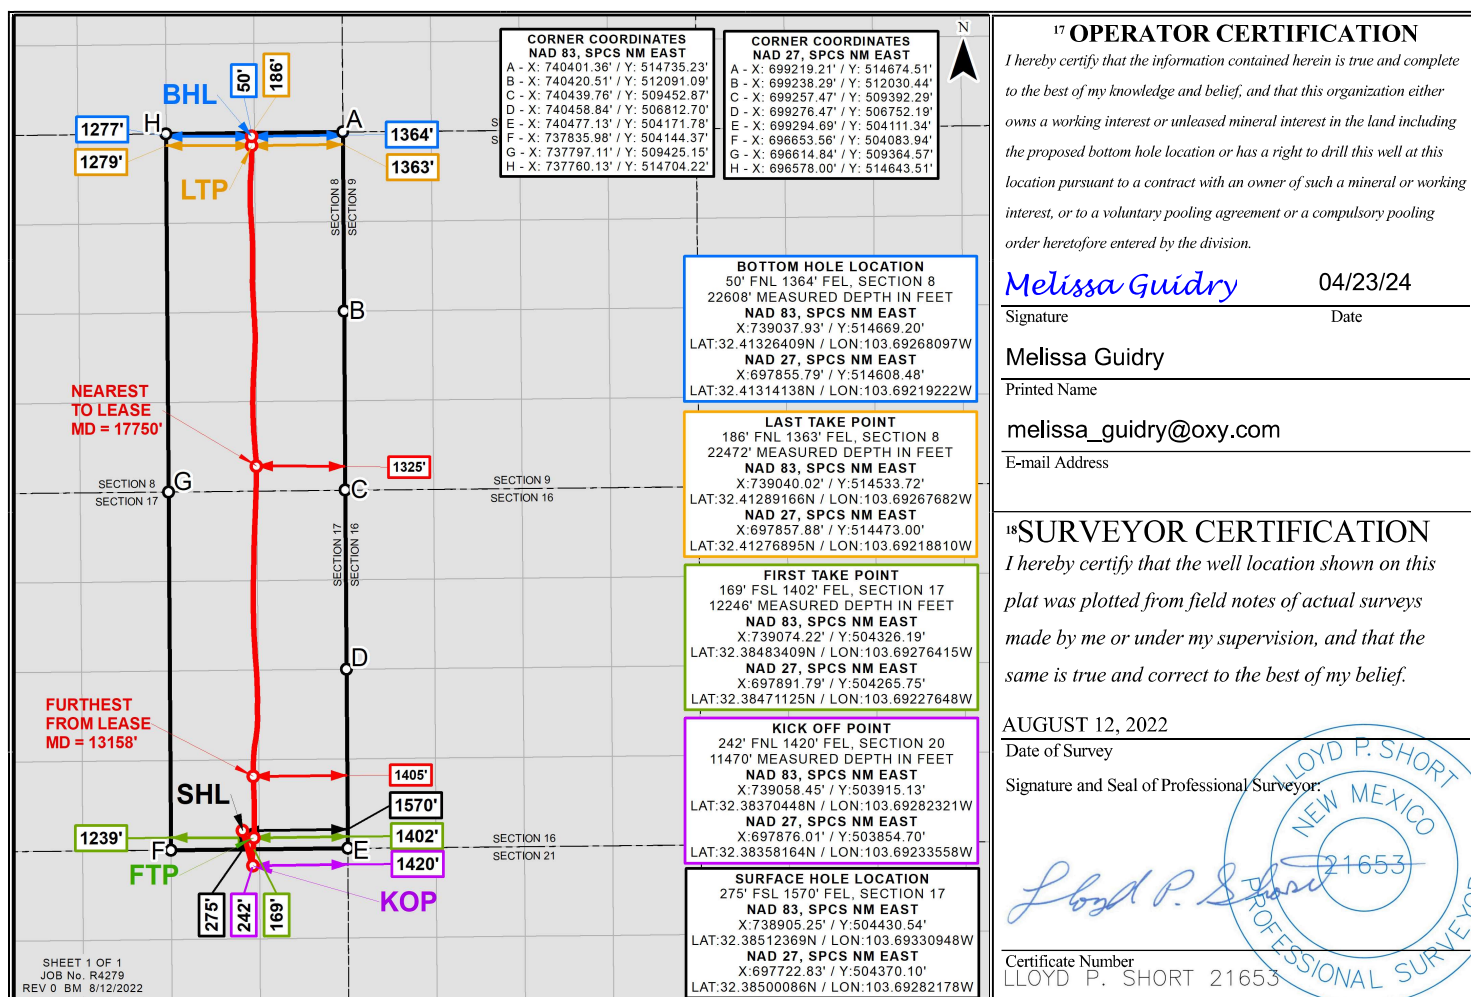 CORNER COORDINATES
NAD 83, SPCS NM EAST
A - X: 740401.36' / Y: 514735.23'
B - X: 740420.51' / Y: 512091.09'
C - X: 740439.76' / Y: 509452.87'
D - X: 740458.84' / Y: 506812.70'
E - X: 740477.13' / Y: 504171.78'
F - X: 737835.98' / Y: 504144.37'
G - X: 737797.11' / Y: 509425.15'
H - X: 737760.13' / Y: 514704.22'
CORNER COORDINATES
NAD 27, SPCS NM EAST
A - X: 699219.21' / Y: 514674.51'
B - X: 699238.29' / Y: 512030.44'
C - X: 699257.47' / Y: 509392.29'
D - X: 699276.47' / Y: 506752.19'
E - X: 699294.69' / Y: 504111.34'
F - X: 696653.56' / Y: 504083.94'
G - X: 696614.84' / Y: 509364.57'
H - X: 696578.00' / Y: 514643.51'
N
50'
186'
BHL
1277'
H
A
1364'
1279'
1363'
LTP
S
S
SECTION 8
SECTION 9
B
NEAREST
TO LEASE
MD = 17750'
1325'
SECTION 8
G
SECTION 17
C
SECTION 9
SECTION 16
SECTION 17
SECTION 16
D
FURTHEST
FROM LEASE
MD = 13158'
1405'
SHL
1570'
1239'
1402'
F
E
SECTION 16
SECTION 21
FTP
1420'
275'
242'
169'
KOP
SHEET 1 OF 1
JOB No. R4279
REV 0 BM 8/12/2022
BOTTOM HOLE LOCATION
50' FNL 1364' FEL, SECTION 8
22608' MEASURED DEPTH IN FEET
NAD 83, SPCS NM EAST
X:739037.93' / Y:514669.20'
LAT:32.41326409N / LON:103.69268097W
NAD 27, SPCS NM EAST
X:697855.79' / Y:514608.48'
LAT:32.41314138N / LON:103.69219222W
LAST TAKE POINT
186' FNL 1363' FEL, SECTION 8
22472' MEASURED DEPTH IN FEET
NAD 83, SPCS NM EAST
X:739040.02' / Y:514533.72'
LAT:32.41289166N / LON:103.69267682W
NAD 27, SPCS NM EAST
X:697857.88' / Y:514473.00'
LAT:32.41276895N / LON:103.69218810W
FIRST TAKE POINT
169' FSL 1402' FEL, SECTION 17
12246' MEASURED DEPTH IN FEET
NAD 83, SPCS NM EAST
X:739074.22' / Y:504326.19'
LAT:32.38483409N / LON:103.69276415W
NAD 27, SPCS NM EAST
X:697891.79' / Y:504265.75'
LAT:32.38471125N / LON:103.69227648W
KICK OFF POINT
242' FNL 1420' FEL, SECTION 20
11470' MEASURED DEPTH IN FEET
NAD 83, SPCS NM EAST
X:739058.45' / Y:503915.13'
LAT:32.38370448N / LON:103.69282321W
NAD 27, SPCS NM EAST
X:697876.01' / Y:503854.70'
LAT:32.38358164N / LON:103.69233558W
SURFACE HOLE LOCATION
275' FSL 1570' FEL, SECTION 17
NAD 83, SPCS NM EAST
X:738905.25' / Y:504430.54'
LAT:32.38512369N / LON:103.69330948W
NAD 27, SPCS NM EAST
X:697722.83' / Y:504370.10'
LAT:32.38500086N / LON:103.69282178W
17 OPERATOR CERTIFICATION
I hereby certify that the information contained herein is true and complete
to the best of my knowledge and belief, and that this organization either
owns a working interest or unleased mineral interest in the land including
the proposed bottom hole location or has a right to drill this well at this
location pursuant to a contract with an owner of such a mineral or working
interest, or to a voluntary pooling agreement or a compulsory pooling
order heretofore entered by the division.
Melissa Guidry 04/23/24
Signature Date
Melissa Guidry
Printed Name
melissa_guidry@oxy.com
E-mail Address
18 SURVEYOR CERTIFICATION
I hereby certify that the well location shown on this
plat was plotted from field notes of actual surveys
made by me or under my supervision, and that the
same is true and correct to the best of my belief.
AUGUST 12, 2022
Date of Survey
Signature and Seal of Professional Surveyor:
LLOYD P. SHORT
NEW MEXICO
21653
PROFESSIONAL SURVEYOR
Lloyd P. Short
Certificate Number
LLOYD P. SHORT 21653